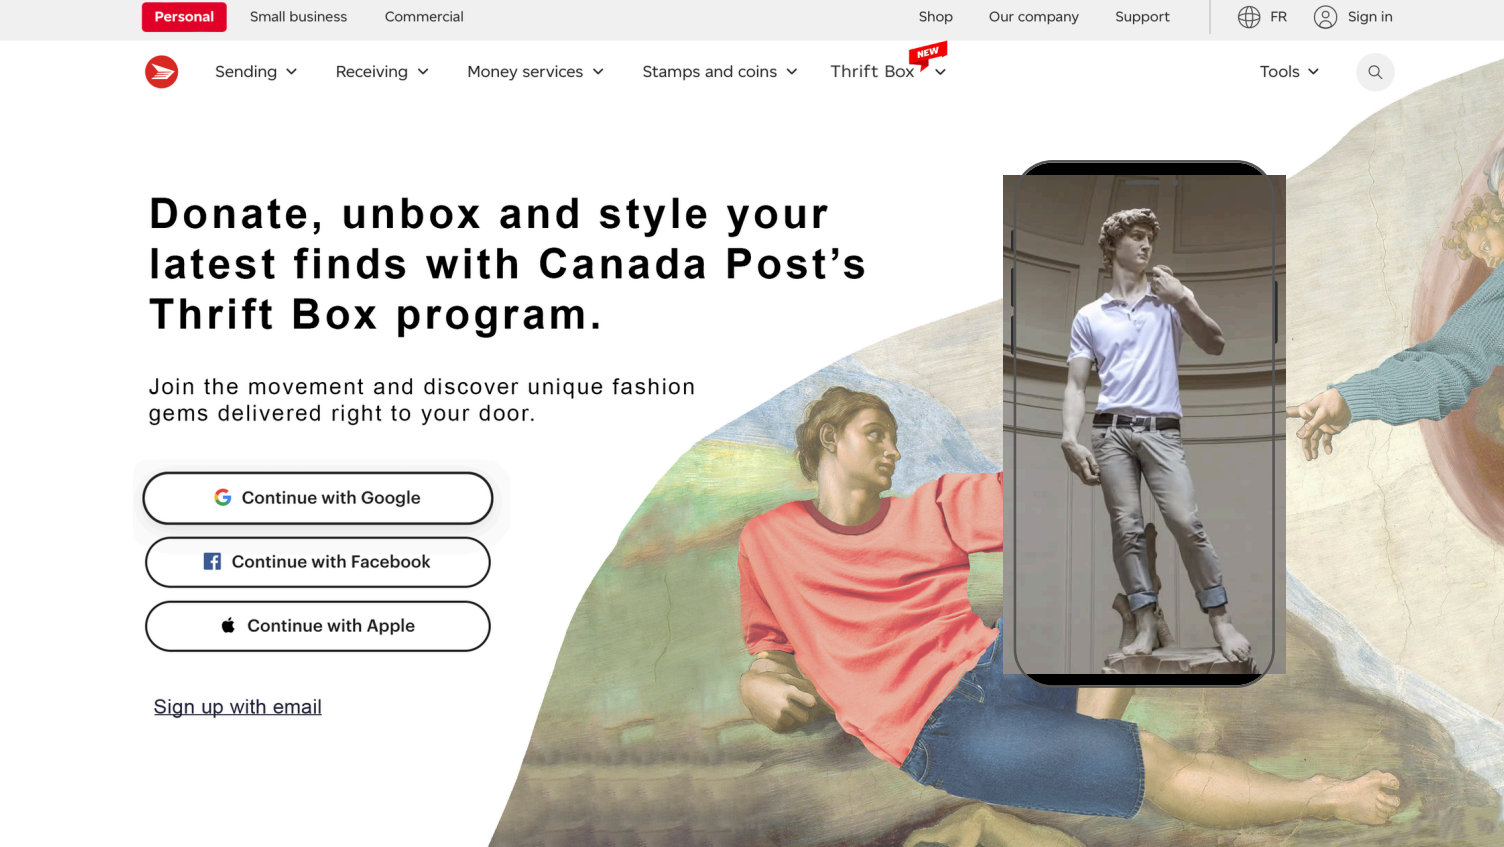 Personal Small business Commercial Shop Our company Support FR Sign in
NEW
Sending Receiving Money services Stamps and coins Thrift Box Tools
Donate, unbox and style your
latest finds with Canada Post’s
Thrift Box program.
Join the movement and discover unique fashion
gems delivered right to your door.
Continue with Google
Continue with Facebook
Continue with Apple
Sign up with email